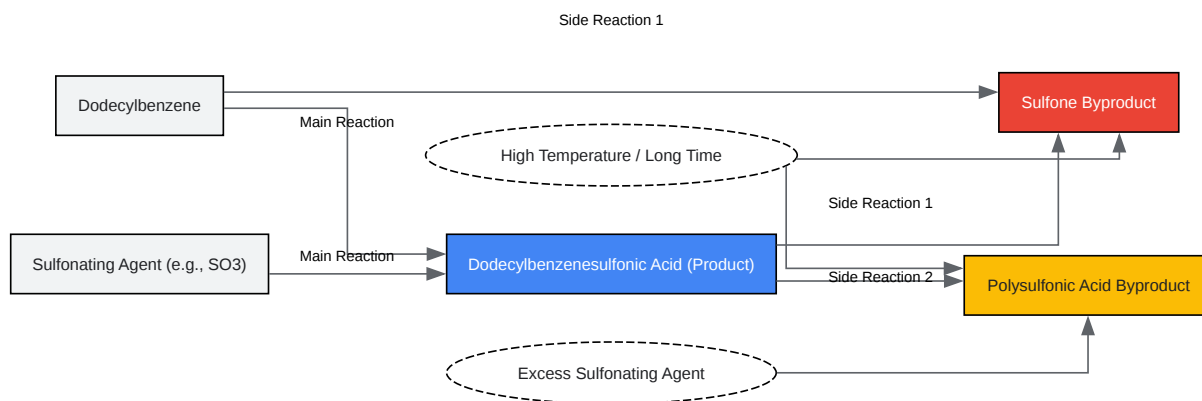 Side Reaction 1
Dodecylbenzene
Sulfone Byproduct
Main Reaction
High Temperature / Long Time
Side Reaction 1
Sulfonating Agent (e.g., SO3)
Main Reaction
Dodecylbenzenesulfonic Acid (Product)
Side Reaction 2
Polysulfonic Acid Byproduct
Excess Sulfonating Agent